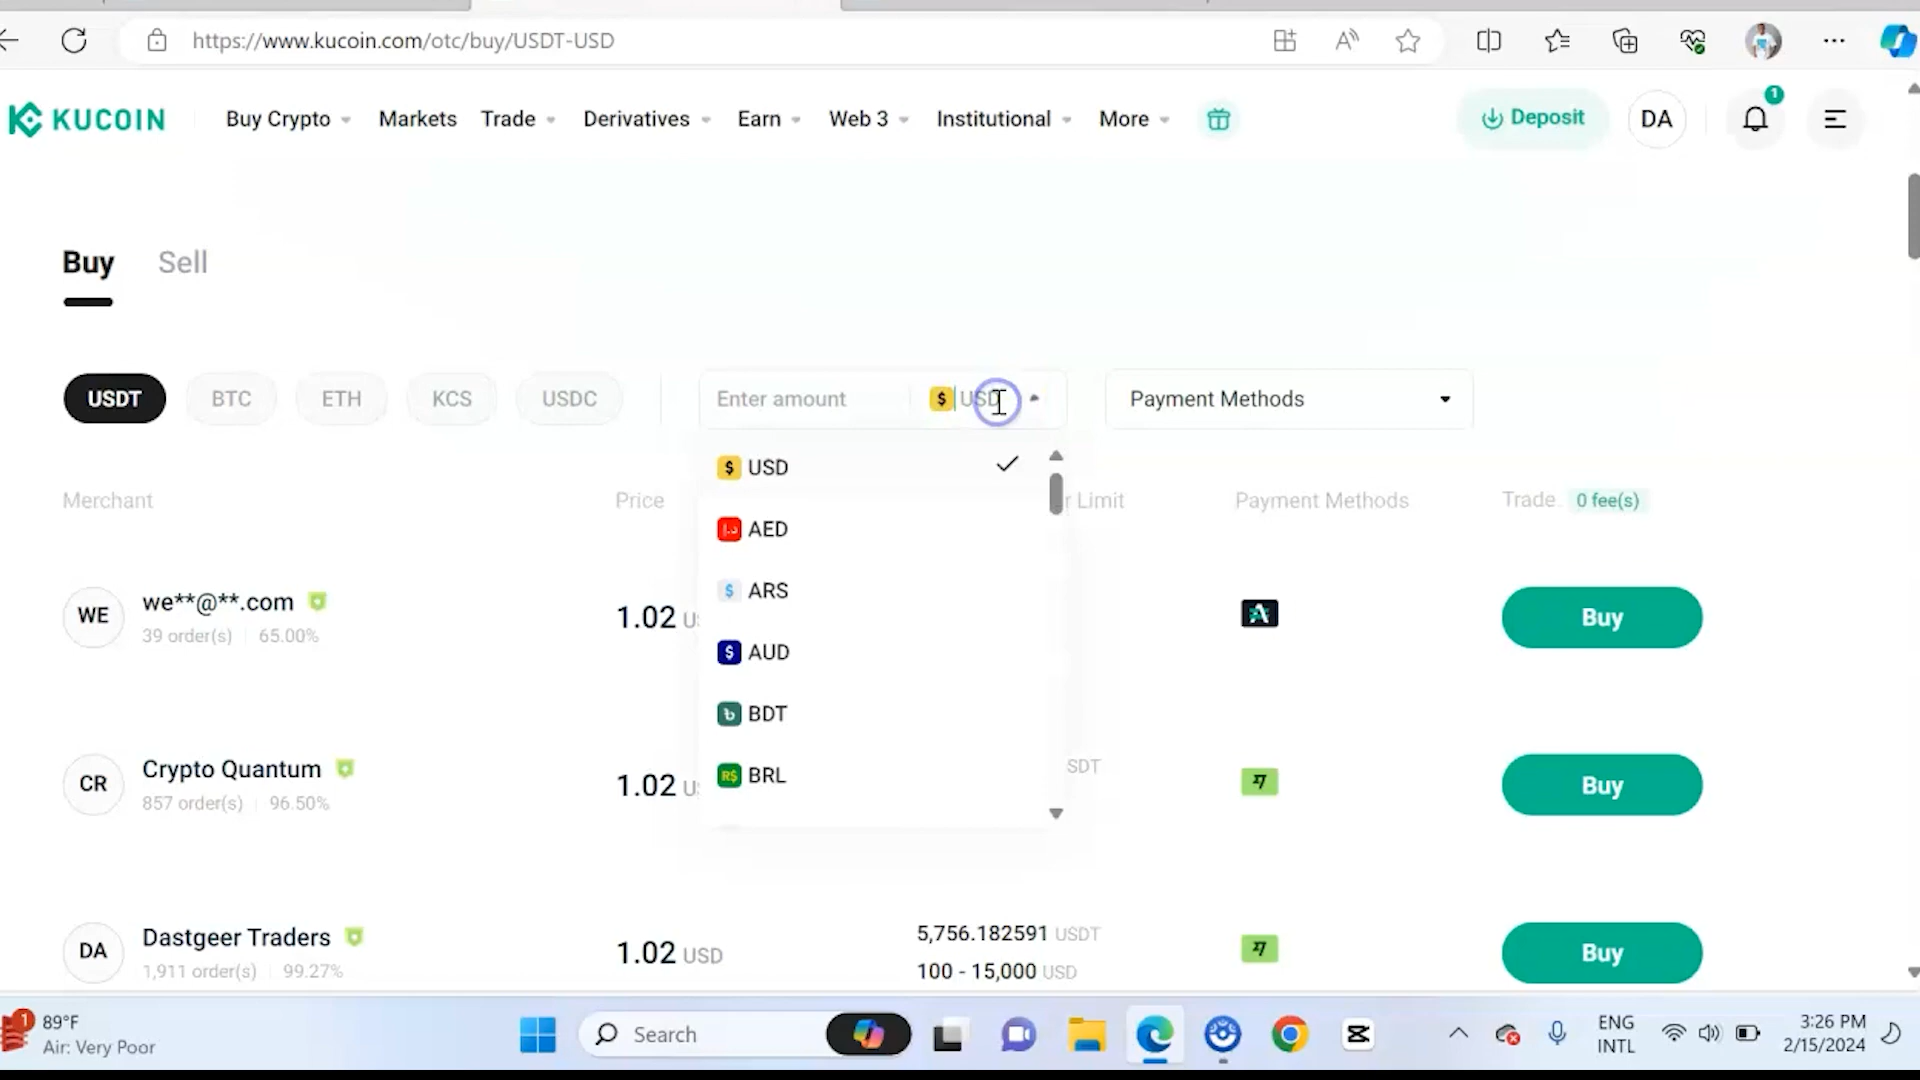 https://www.kucoin.com/otc/buy/USDT-USD
KUCOIN
Buy Crypto
Markets
Trade
Derivatives
Earn
Web 3
Institutional
More
Deposit
DA
1
Buy
Sell
USDT
BTC
ETH
KCS
USDC
Enter amount
$ USD
Payment Methods
$ USD
AED
$ ARS
$ AUD
BDT
R$ BRL
Merchant
Price
r Limit
Payment Methods
Trade
0 fee(s)
WE
we**@**.com
39 order(s)
65.00%
1.02
Buy
CR
Crypto Quantum
857 order(s)
96.50%
1.02
SDT
Buy
DA
Dastgeer Traders
1,911 order(s)
99.27%
1.02 USD
5,756.182591 USDT
100 - 15,000 USD
Buy
1
89°F
Air: Very Poor
Search
ENG
INTL
3:26 PM
2/15/2024